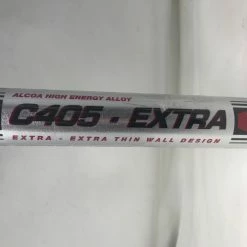 ALCOA HIGH ENERGY ALLOY
C405 - EXTRA
EXTRA - EXTRA THIN WALL DESIGN